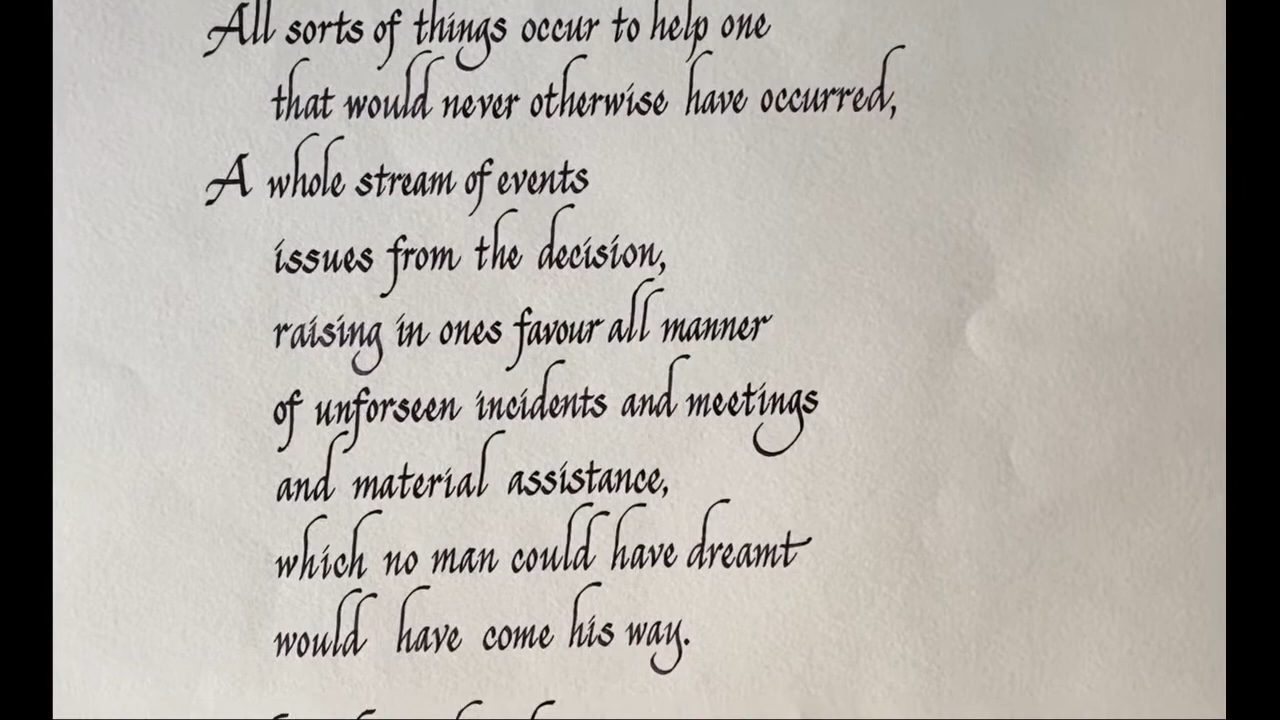 All sorts of things occur to help one
that would never otherwise have occurred,
A whole stream of events
issues from the decision,
raising in ones favour all manner
of unforseen incidents and meetings
and material assistance,
which no man could have dreamt
would have come his way.